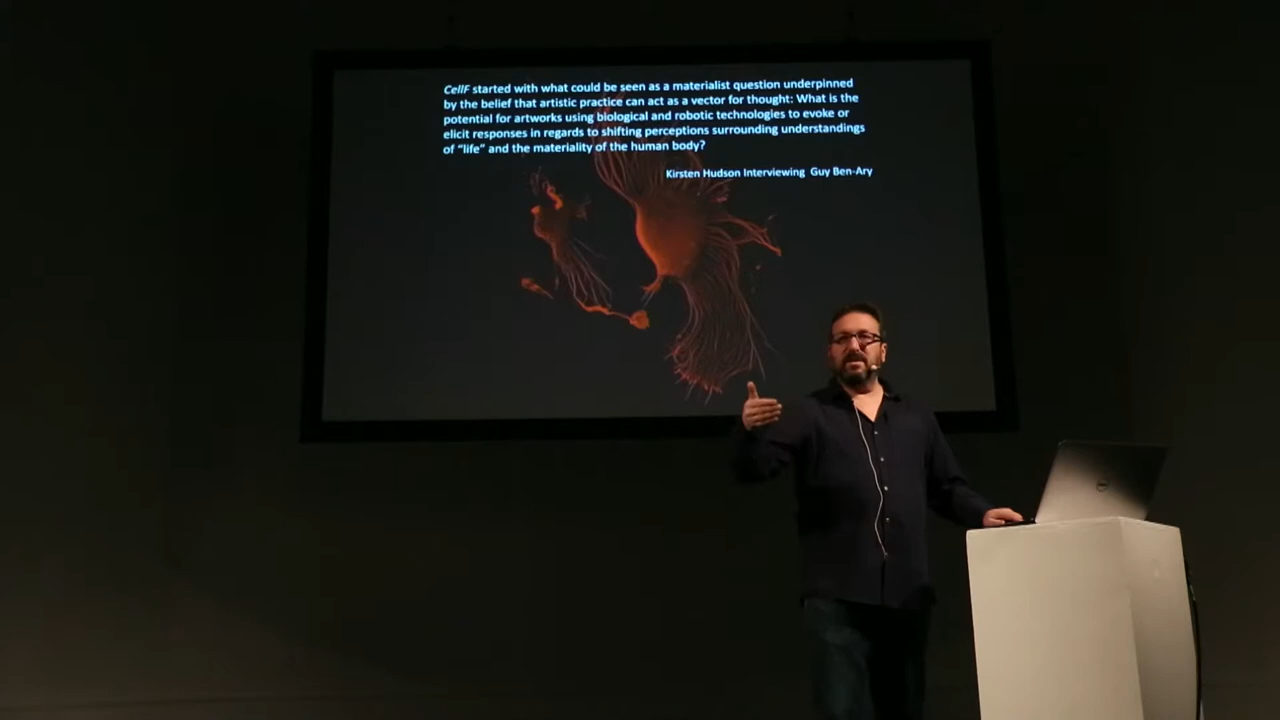 CellF started with what could be seen as a materialist question underpinned
by the belief that artistic practice can act as a vector for thought: What is the
potential for artworks using biological and robotic technologies to evoke or
elicit responses in regards to shifting perceptions surrounding understandings
of “life” and the materiality of the human body?
Kirsten Hudson Interviewing Guy Ben-Ary
DELL